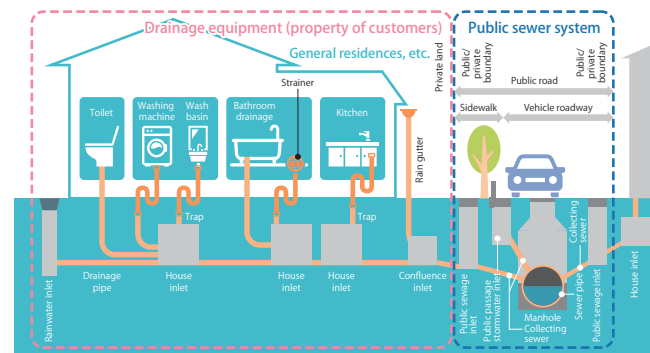 Drainage equipment (property of customers)
Public sewer system
General residences, etc.
Private land
Public/
private
boundary
Public/
private
boundary
Public road
Sidewalk
Vehicle roadway
Strainer
Toilet
Washing
machine
Wash
basin
Bathroom
drainage
Kitchen
Rain gutter
Trap
Trap
Rainwater inlet
Drainage
pipe
House
inlet
House
inlet
House
inlet
Confluence
inlet
Public sewage
inlet
Public passage
stormwater inlet
Manhole
Collecting
sewer
Sewer pipe
Collecting
sewer
Public sewage inlet
House inlet